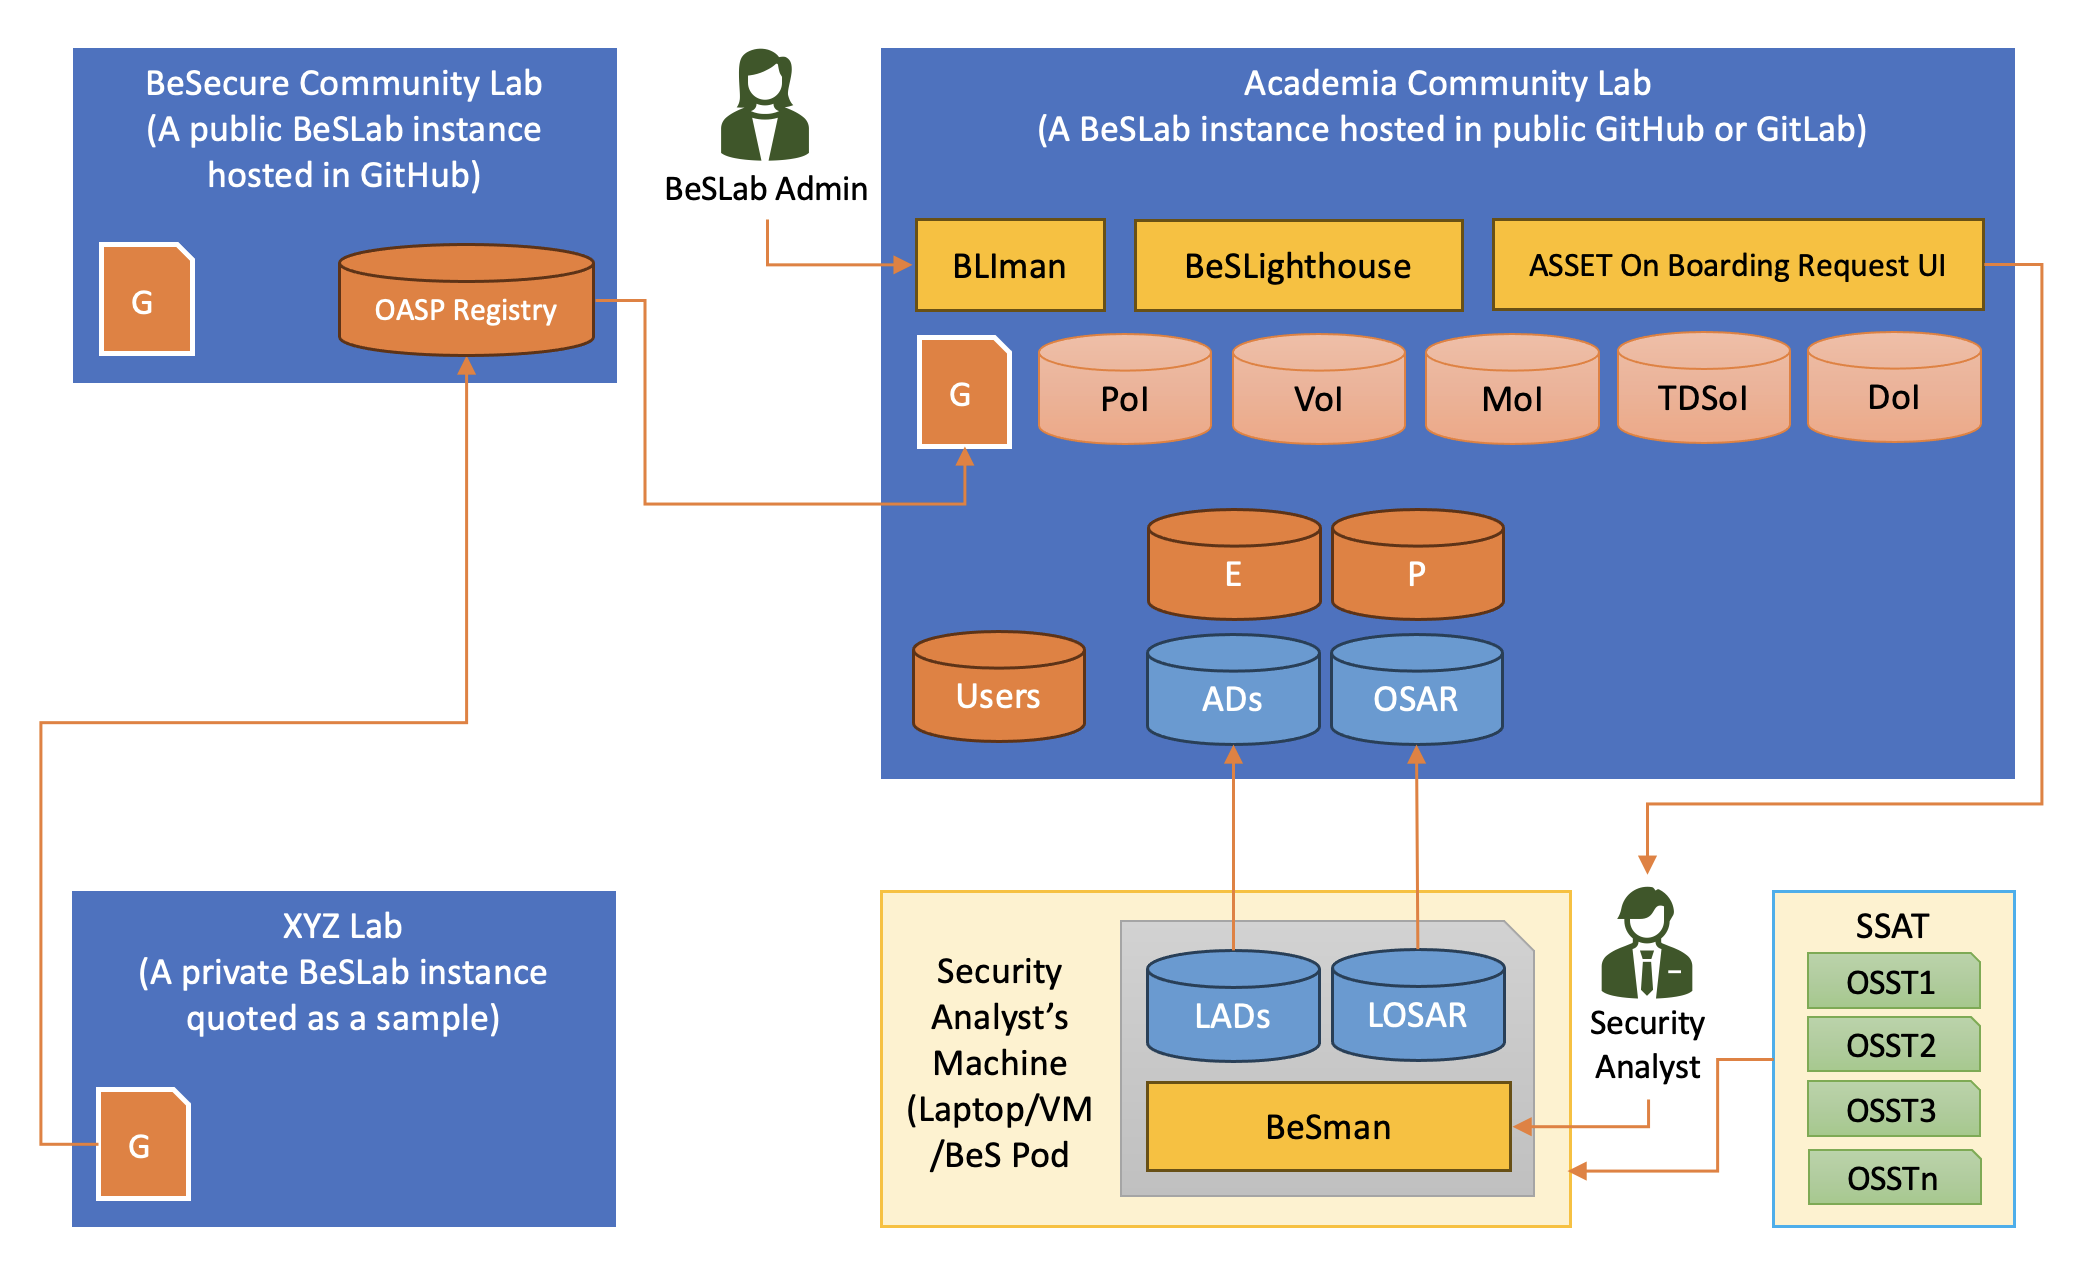 BeSecure Community Lab
(A public BeSLab instance
hosted in GitHub)
G
OASP Registry
BeSLab Admin
Academia Community Lab
(A BeSLab instance hosted in public GitHub or GitLab)
BLIman
BeSLighthouse
ASSET On Boarding Request UI
G
PoI
VoI
MoI
TDSoI
DoI
E
P
Users
ADs
OSAR
XYZ Lab
(A private BeSLab instance
quoted as a sample)
G
Security
Analyst’s
Machine
(Laptop/VM
/BeS Pod
LADs
LOSAR
BeSman
Security
Analyst
SSAT
OSST1
OSST2
OSST3
OSSTn